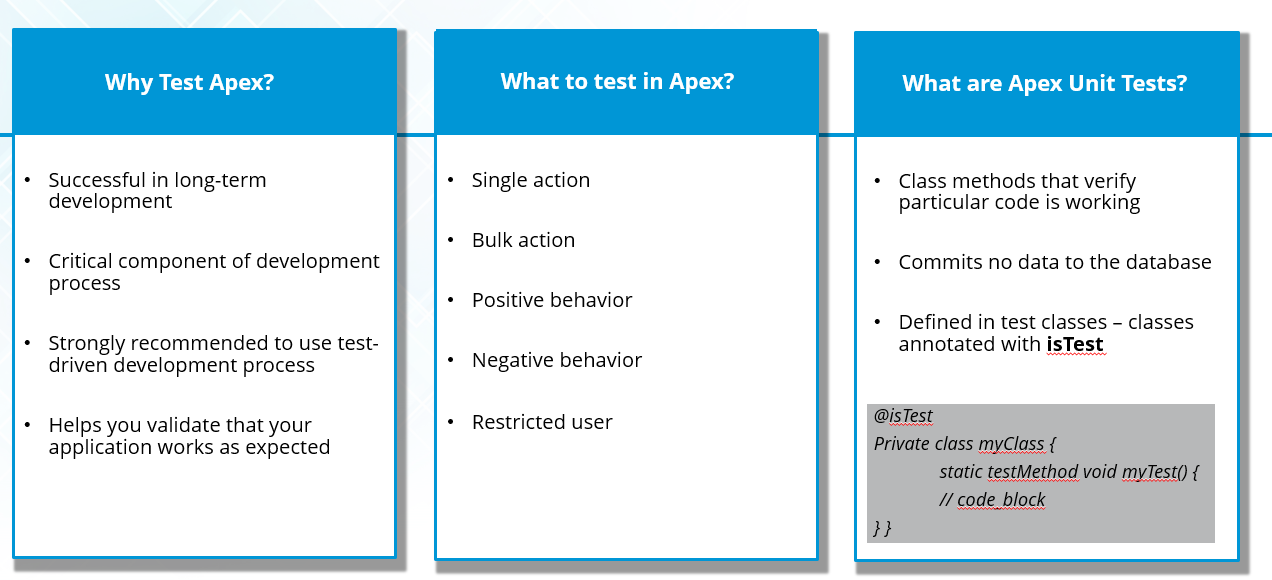 Why Test Apex?
• Successful in long-term
development
• Critical component of development
process
• Strongly recommended to use test-
driven development process
• Helps you validate that your
application works as expected
What to test in Apex?
• Single action
• Bulk action
• Positive behavior
• Negative behavior
• Restricted user
What are Apex Unit Tests?
• Class methods that verify
particular code is working
• Commits no data to the database
• Defined in test classes – classes
annotated with isTest
@isTest
Private class myClass {
static testMethod void myTest() {
// code_block
} }